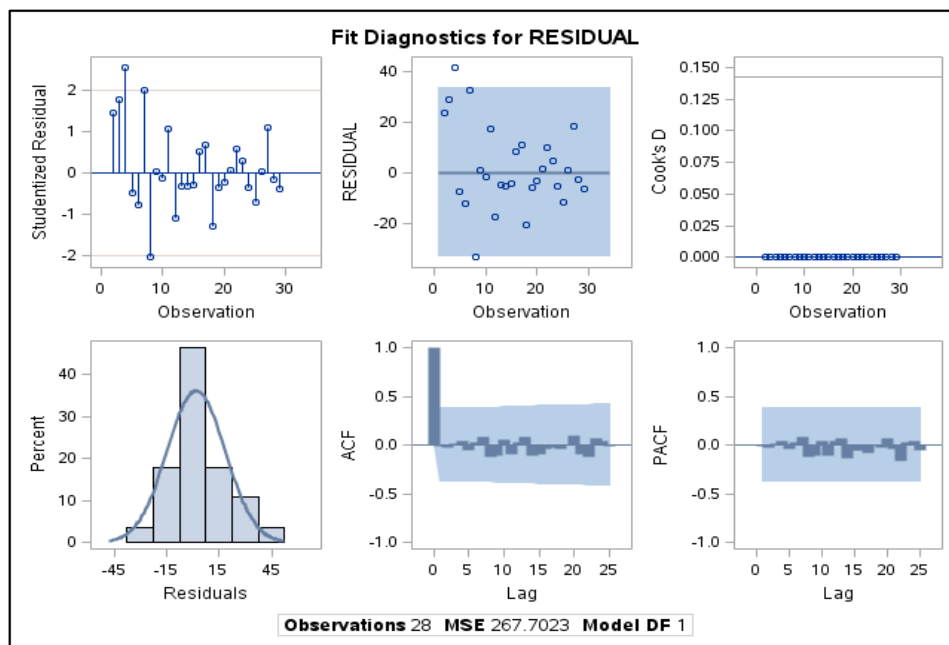 Fit Diagnostics for RESIDUAL
Studentized Residual
2
1
0
-1
-2
0 10 20 30
Observation
RESIDUAL
40
20
0
-20
0 10 20 30
Observation
Cook's D
0.150
0.125
0.100
0.075
0.050
0.025
0.000
0 10 20 30
Observation
Percent
40
30
20
10
0
-45 -15 15 45
Residuals
ACF
1.0
0.5
0.0
-0.5
-1.0
0 5 10 15 20 25
Lag
PACF
1.0
0.5
0.0
-0.5
-1.0
0 5 10 15 20 25
Lag
Observations 28 MSE 267.7023 Model DF 1